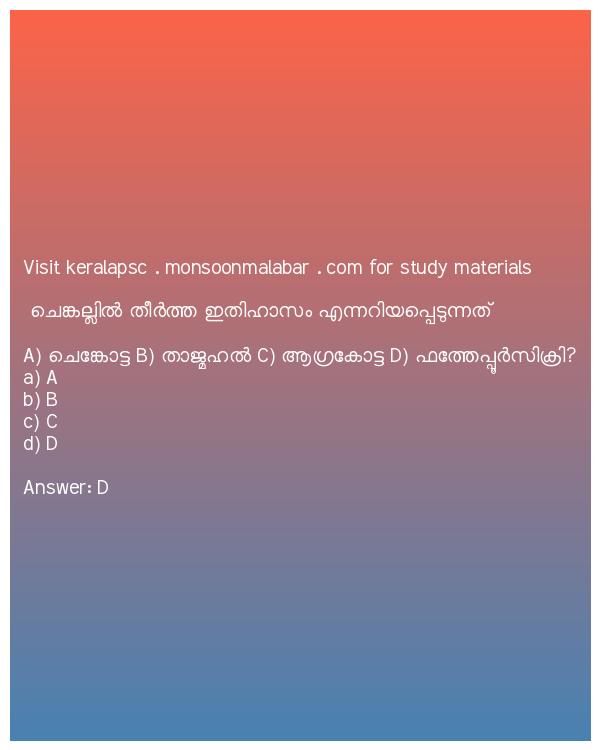 Visit keralapsc . monsoonmalabar . com for study materials
ചെങ്കല്ലിൽ തീർത്ത ഇതിഹാസം എന്നറിയപ്പെടുന്നത്
A) ചെങ്കോട്ട B) താജ്മഹൽ C) ആഗ്രകോട്ട D) ഫത്തേപ്പൂർസിക്രി?
a) A
b) B
c) C
d) D
Answer: D